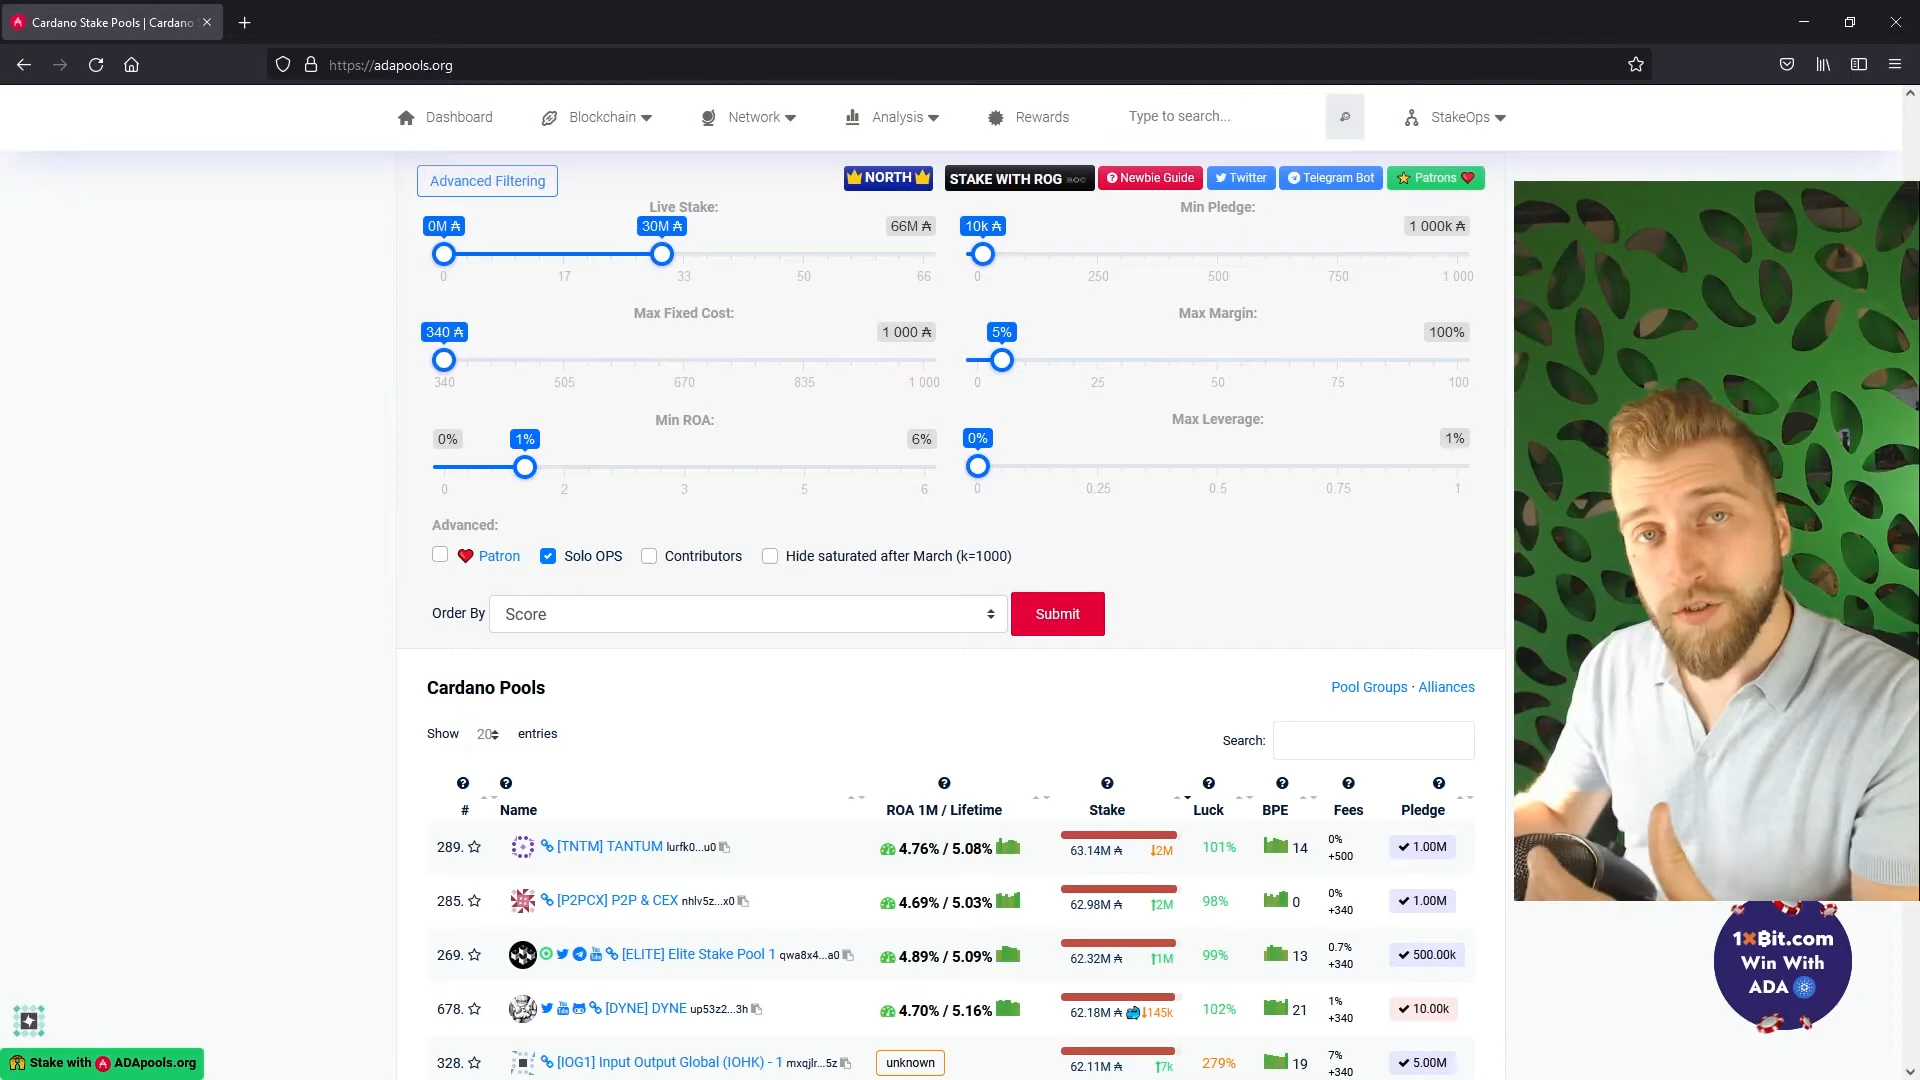 Cardano Stake Pools | Cardano
https://adapools.org
Dashboard Blockchain Network Analysis Rewards Type to search... StakeOps
Advanced Filtering NORTH STAKE WITH ROG Newbie Guide Twitter Telegram Bot Patrons
Live Stake: Min Pledge:
0M ₳ 30M ₳ 66M ₳ 10k ₳ 1 000k ₳
0 17 33 50 66 0 250 500 750 1 000
Max Fixed Cost: Max Margin:
340 ₳ 1 000 ₳ 5% 100%
340 505 670 835 1 000 0 25 50 75 100
Min ROA: Max Leverage:
0% 1% 6% 0% 1%
0 2 3 5 6 0 0.25 0.5 0.75 1
Advanced:
Patron Solo OPS Contributors Hide saturated after March (k=1000)
Order By Score Submit
Cardano Pools Pool Groups · Alliances
Show 20 entries Search:
# Name ROA 1M / Lifetime Stake Luck BPE Fees Pledge
289. [TNTM] TANTUM lurfk0...u0 4.76% / 5.08% 63.14M ₳ ↓2M 101% 14 0% +500 1.00M
285. [P2PCX] P2P & CEX nhlv5z...x0 4.69% / 5.03% 62.98M ₳ ↑2M 98% 0 0% +340 1.00M
269. [ELITE] Elite Stake Pool 1 qwa8x4...a0 4.89% / 5.09% 62.32M ₳ ↑1M 99% 13 0.7% +340 500.00k
678. [DYNE] DYNE up53z2...3h 4.70% / 5.16% 62.18M ₳ ↓145k 102% 21 1% +340 10.00k
328. [IOG1] Input Output Global (IOHK) - 1 mxqjlr...5z unknown 62.11M ₳ ↑7k 279% 19 7% +340 5.00M
1xBit.com
Win With
ADA
Stake with ADApools.org